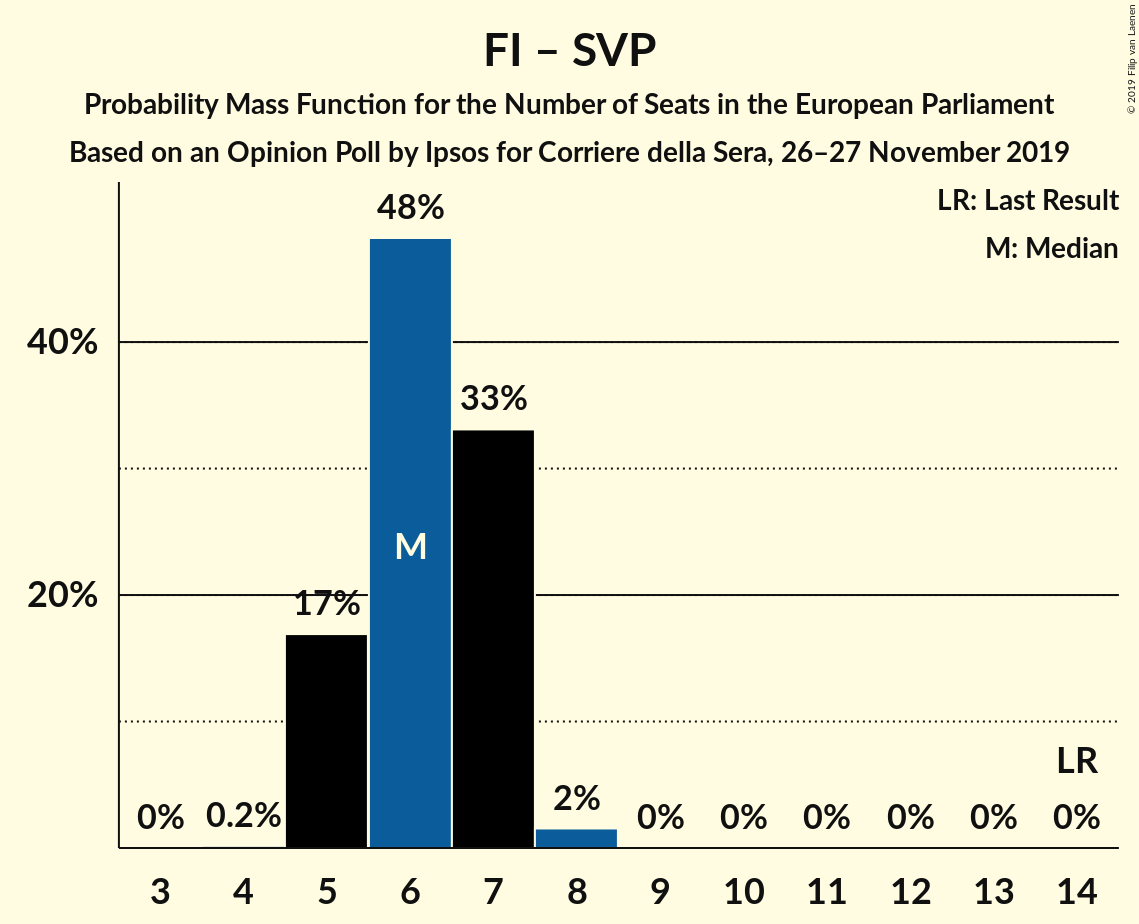 FI – SVP
Probability Mass Function for the Number of Seats in the European Parliament
Based on an Opinion Poll by Ipsos for Corriere della Sera, 26–27 November 2019
© 2019 Filip van Laenen
LR: Last Result
M: Median
48%
40%
33%
M
20%
17%
LR
2%
0% 0.2% 0% 0% 0% 0% 0% 0%
3 4 5 6 7 8 9 10 11 12 13 14